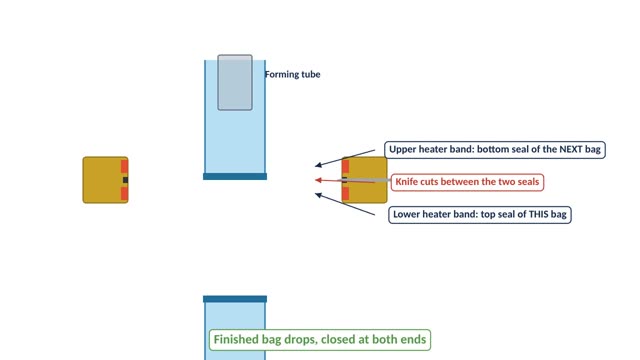 Forming tube
Upper heater band: bottom seal of the NEXT bag
Knife cuts between the two seals
Lower heater band: top seal of THIS bag
Finished bag drops, closed at both ends